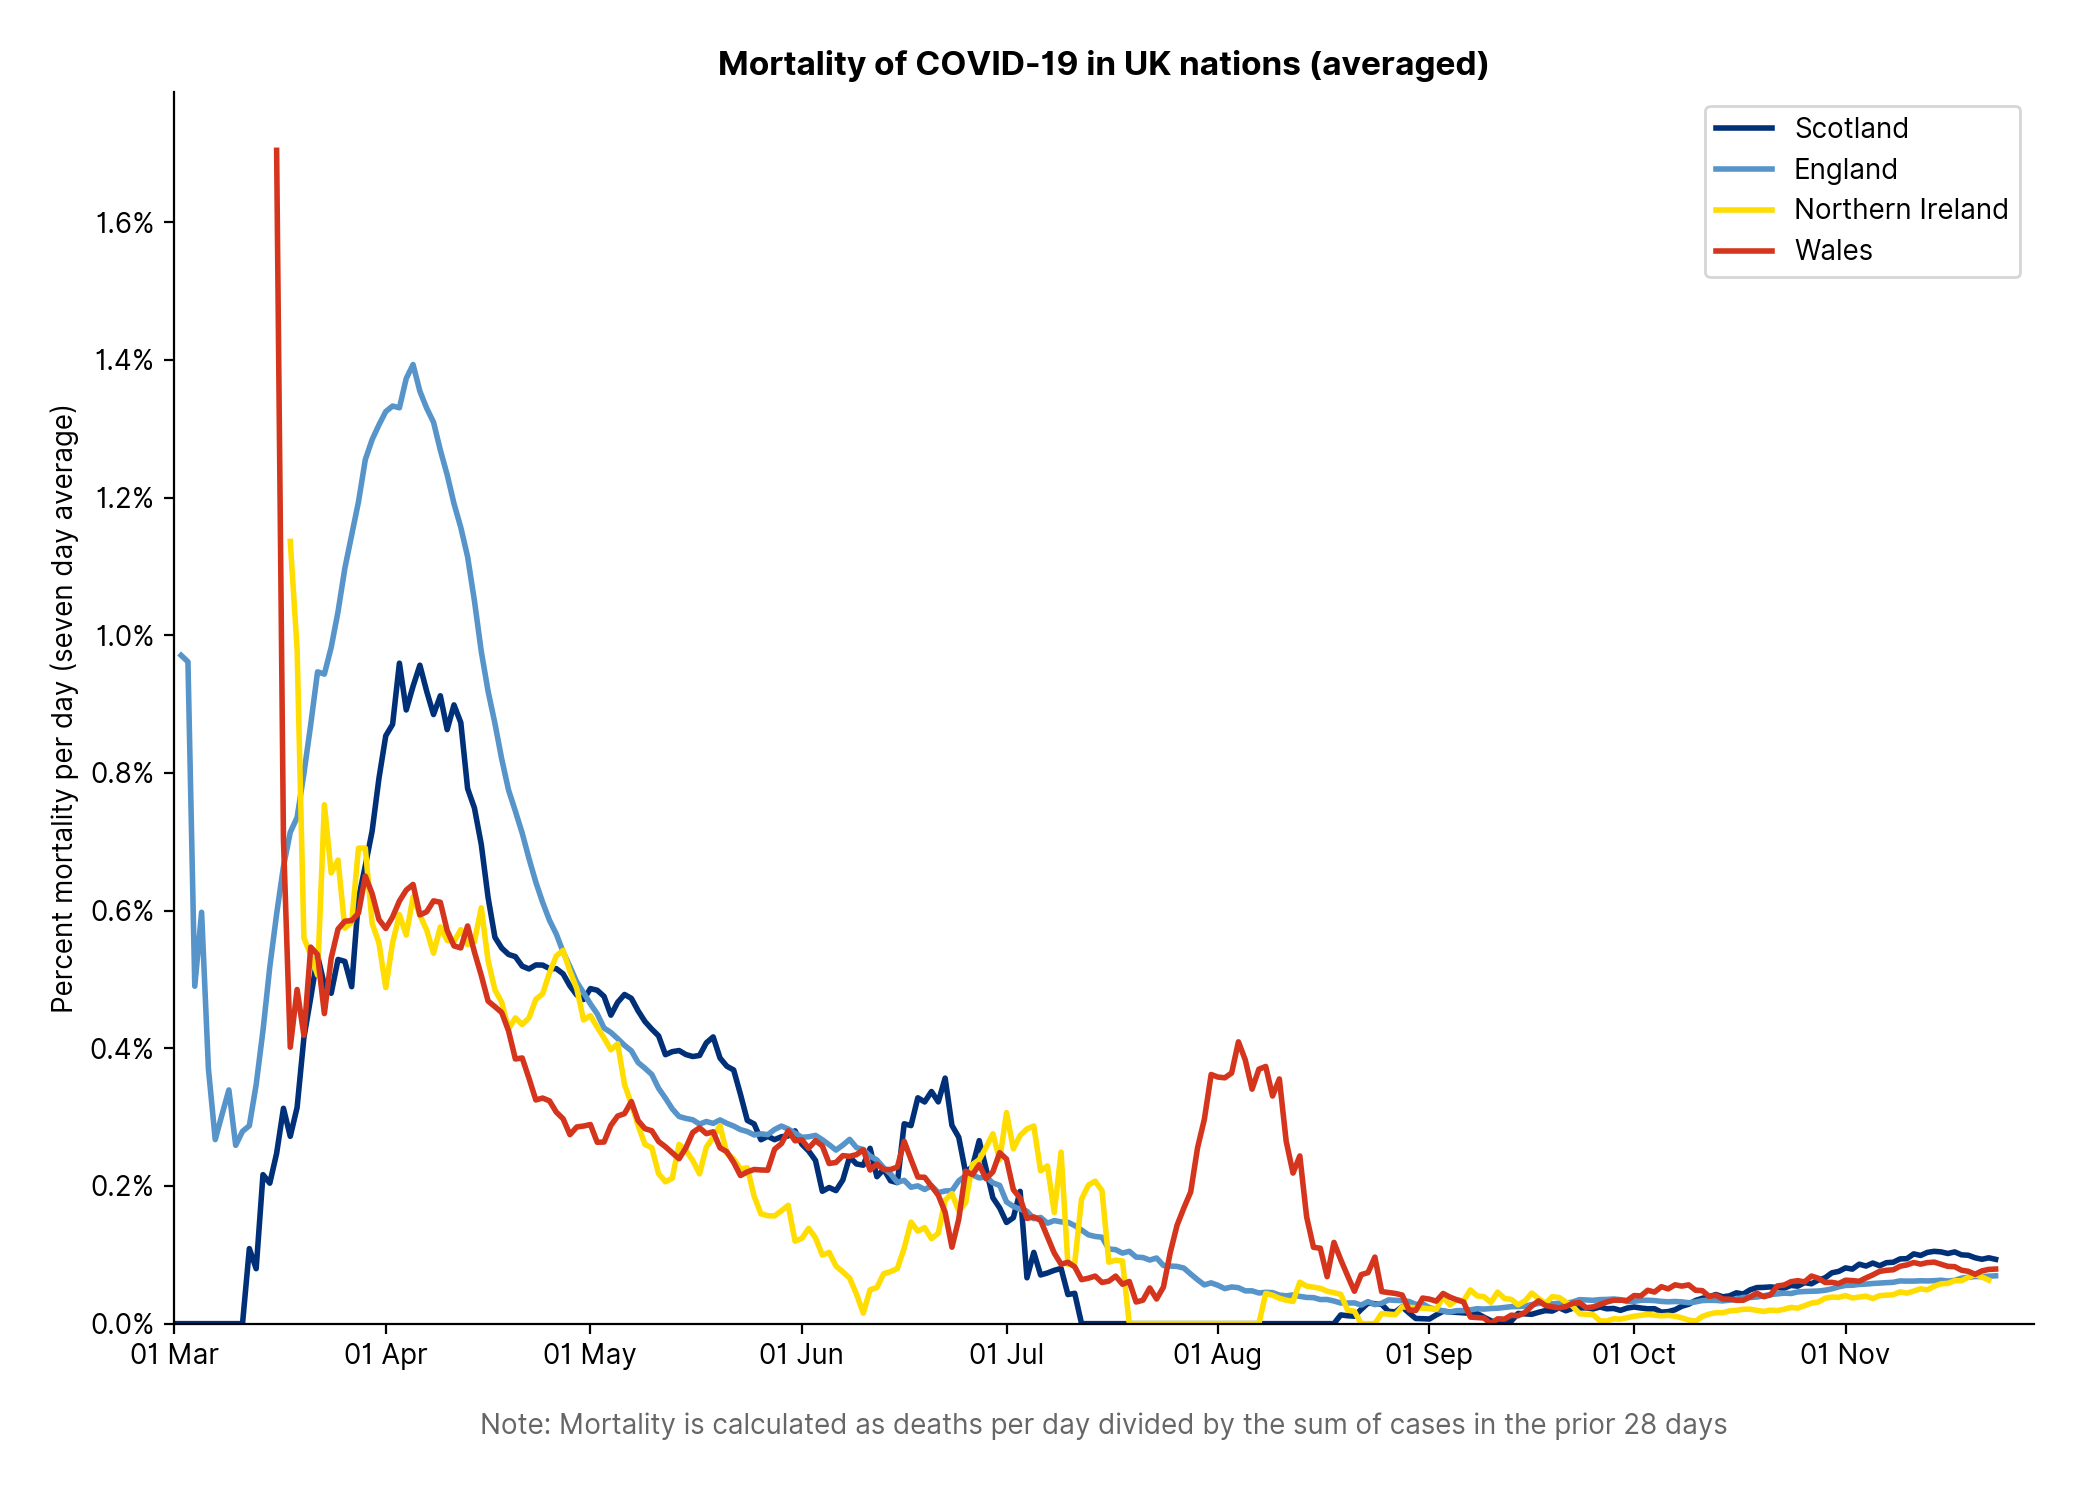 Mortality of COVID-19 in UK nations (averaged)
Scotland
England
Northern Ireland
Wales
Percent mortality per day (seven day average)
1.6%
1.4%
1.2%
1.0%
0.8%
0.6%
0.4%
0.2%
0.0%
01 Mar 01 Apr 01 May 01 Jun 01 Jul 01 Aug 01 Sep 01 Oct 01 Nov
Note: Mortality is calculated as deaths per day divided by the sum of cases in the prior 28 days